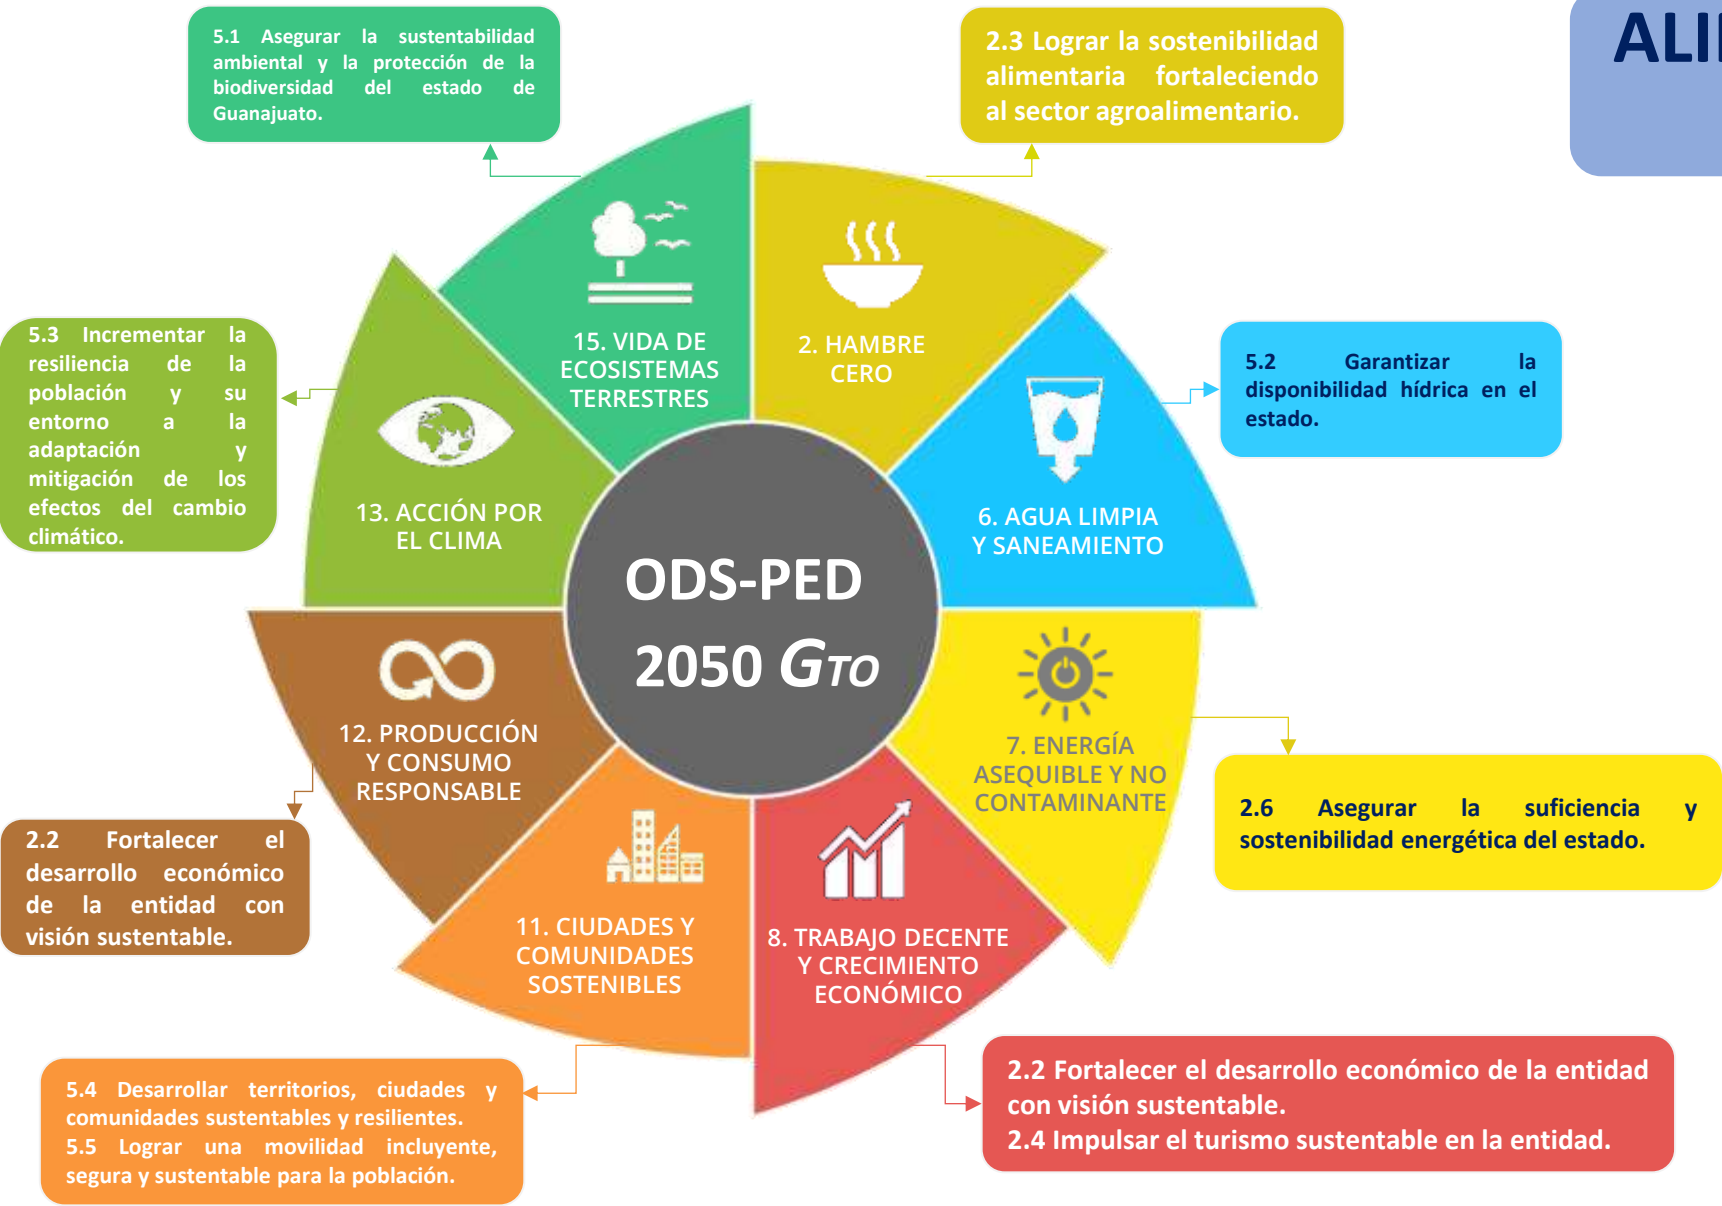 5.1 Asegurar la sustentabilidad
ambiental y la protección de la
biodiversidad del estado de
Guanajuato.
2.3 Lograr la sostenibilidad
alimentaria fortaleciendo
al sector agroalimentario.
15. VIDA DE
ECOSISTEMAS
TERRESTRES
2. HAMBRE
CERO
5.3 Incrementar la
resiliencia de la
población y su
entorno a la
adaptación y
mitigación de los
efectos del cambio
climático.
5.2 Garantizar la
disponibilidad hídrica en el
estado.
13. ACCIÓN POR
EL CLIMA
6. AGUA LIMPIA
Y SANEAMIENTO
ODS-PED
2050 GTO
12. PRODUCCIÓN
Y CONSUMO
RESPONSABLE
7. ENERGÍA
ASEQUIBLE Y NO
CONTAMINANTE
2.2 Fortalecer el
desarrollo económico
de la entidad con
visión sustentable.
2.6 Asegurar la suficiencia y
sostenibilidad energética del estado.
11. CIUDADES Y
COMUNIDADES
SOSTENIBLES
8. TRABAJO DECENTE
Y CRECIMIENTO
ECONÓMICO
5.4 Desarrollar territorios, ciudades y
comunidades sustentables y resilientes.
5.5 Lograr una movilidad incluyente,
segura y sustentable para la población.
2.2 Fortalecer el desarrollo económico de la entidad
con visión sustentable.
2.4 Impulsar el turismo sustentable en la entidad.